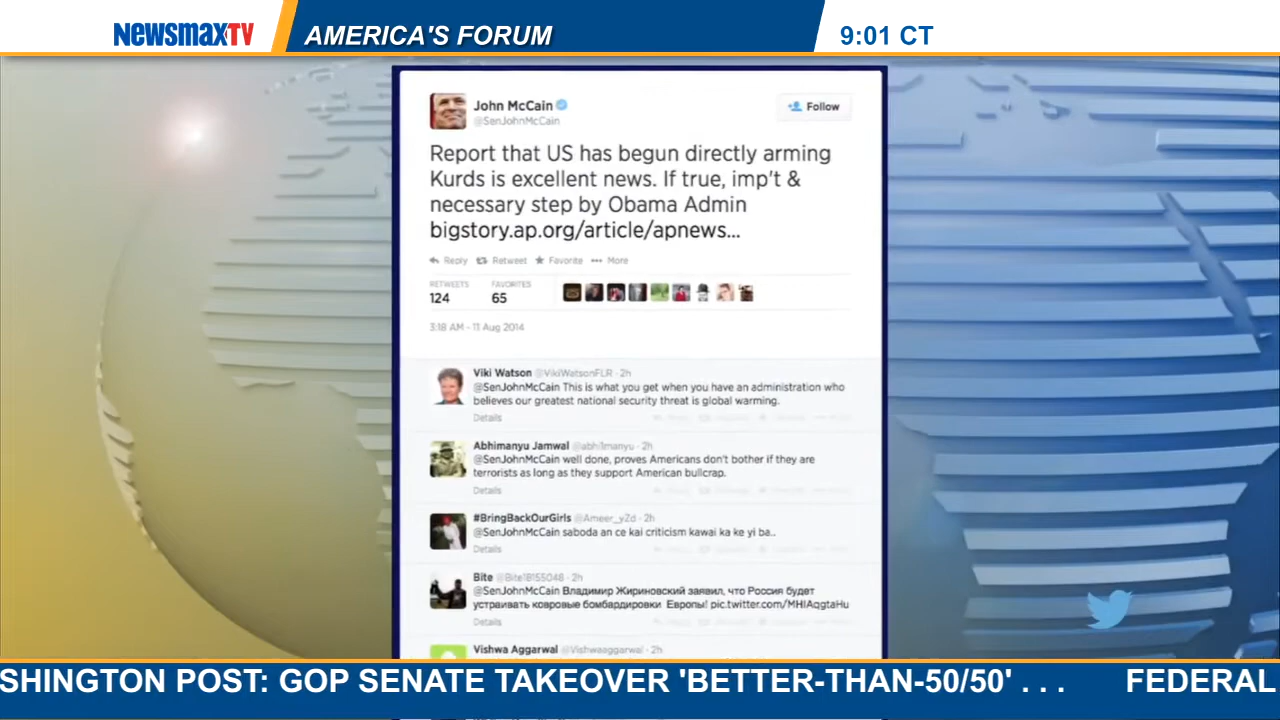 NEWSMAXTV
AMERICA'S FORUM
9:01 CT
John McCain
@SenJohnMcCain
Follow
Report that US has begun directly arming
Kurds is excellent news. If true, imp't &
necessary step by Obama Admin
bigstory.ap.org/article/apnews...
Reply Retweet Favorite More
RETWEETS FAVORITES
124 65
3:18 AM - 11 Aug 2014
Viki Watson @VikiWatsonFLR · 2h
@SenJohnMcCain This is what you get when you have an administration who
believes our greatest national security threat is global warming.
Details
Abhimanyu Jamwal @abhi1manyu · 2h
@SenJohnMcCain well done, proves Americans don't bother if they are
terrorists as long as they support American bullcrap.
Details
#BringBackOurGirls @Ameer_yZd · 2h
@SenJohnMcCain saboda an ce kai criticism kawai ka ke yi ba..
Details
Bite @Bite18155048 · 2h
@SenJohnMcCain Владимир Жириновский заявил, что Россия будет
устраивать ковровые бомбардировки Европы! pic.twitter.com/MHIAqgtaHu
Details
Vishwa Aggarwal @Vishwaaggarwal · 2h
SHINGTON POST: GOP SENATE TAKEOVER 'BETTER-THAN-50/50' . . . FEDERAL